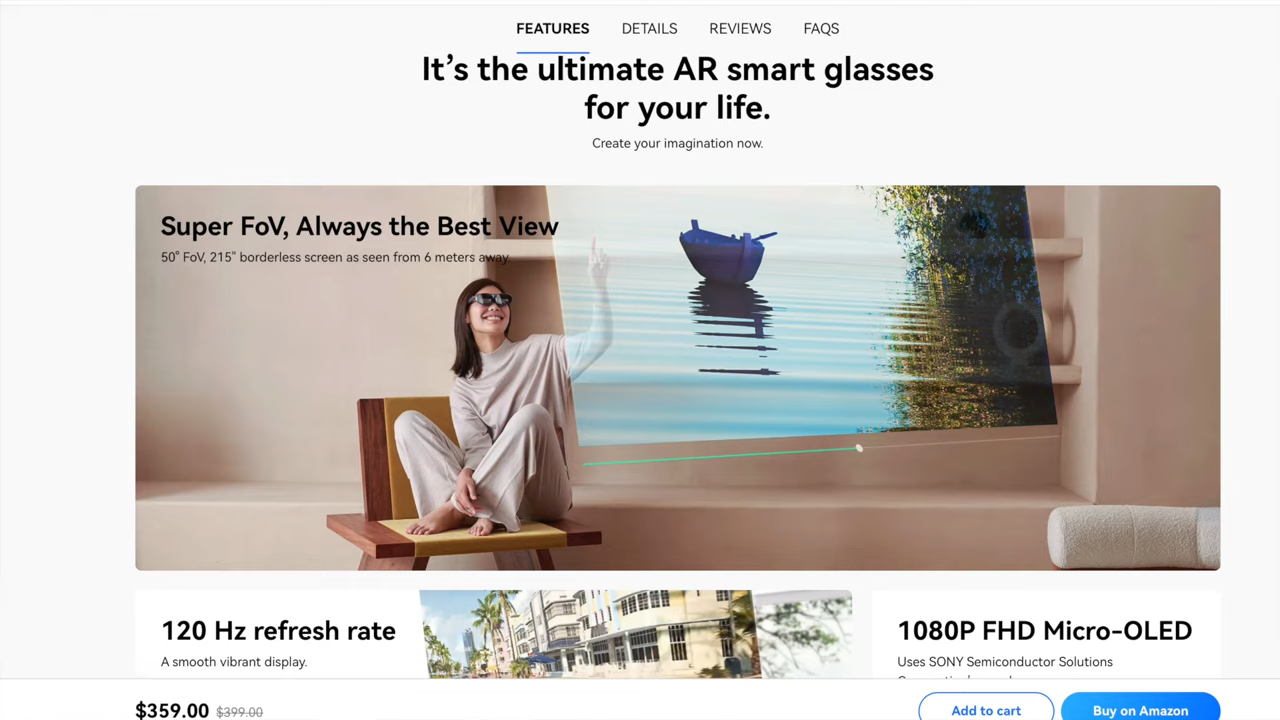 FEATURES
DETAILS
REVIEWS
FAQS
It’s the ultimate AR smart glasses
for your life.
Create your imagination now.
Super FoV, Always the Best View
50° FoV, 215" borderless screen as seen from 6 meters away
120 Hz refresh rate
A smooth vibrant display.
1080P FHD Micro-OLED
Uses SONY Semiconductor Solutions
$359.00 $399.00
Add to cart
Buy on Amazon